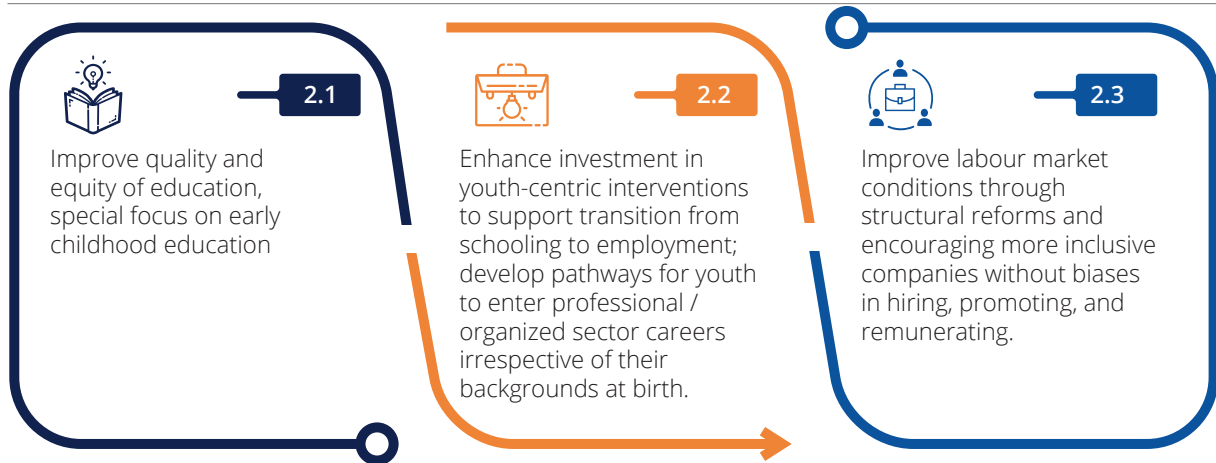 2.1
Improve quality and
equity of education,
special focus on early
childhood education
2.2
Enhance investment in
youth-centric interventions
to support transition from
schooling to employment;
develop pathways for youth
to enter professional /
organized sector careers
irrespective of their
backgrounds at birth.
2.3
Improve labour market
conditions through
structural reforms and
encouraging more inclusive
companies without biases
in hiring, promoting, and
remunerating.